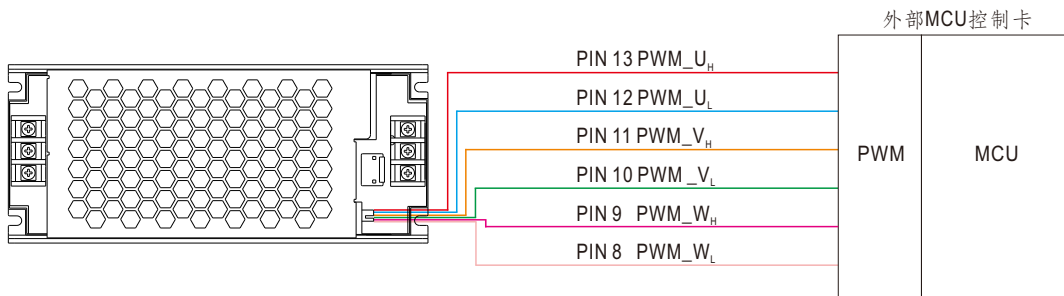 外部MCU控制卡
PIN 13 PWM_UH
PIN 12 PWM_UL
PIN 11 PWM_VH
PIN 10 PWM _VL
PIN 9 PWM_WH
PIN 8 PWM_WL
PWM
MCU